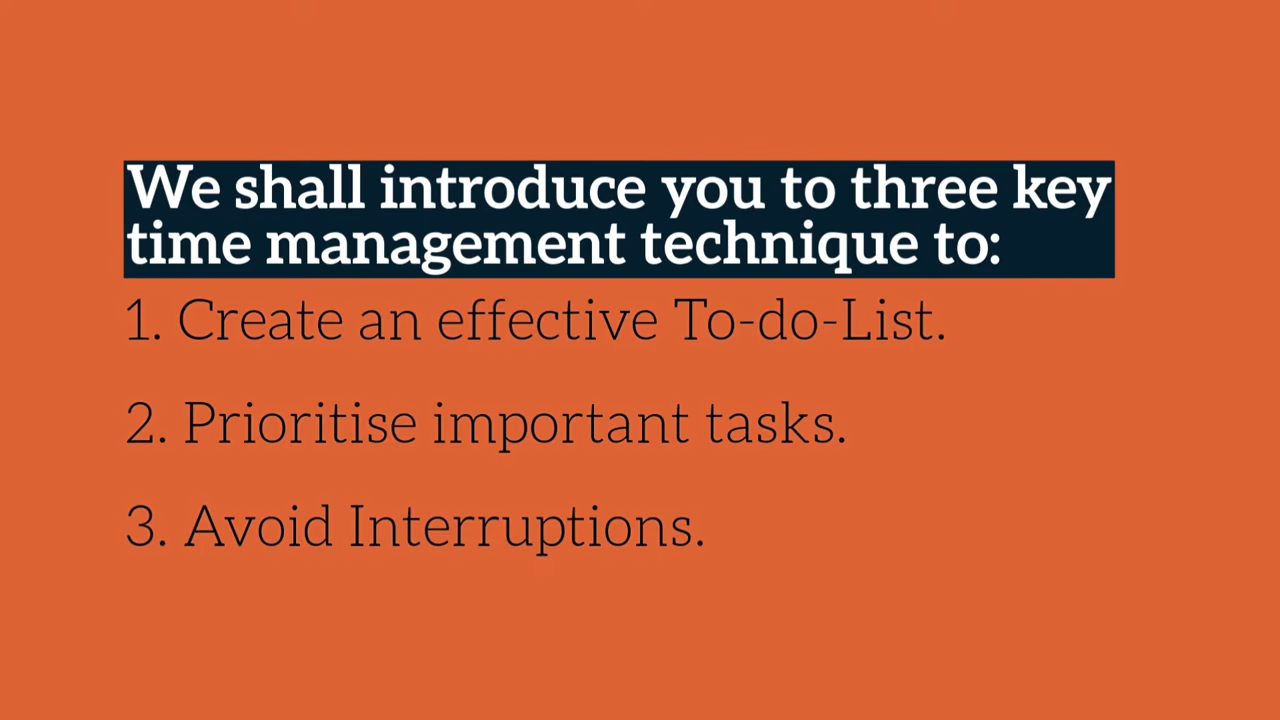 We shall introduce you to three key
time management technique to:
1. Create an effective To-do-List.
2. Prioritise important tasks.
3. Avoid Interruptions.